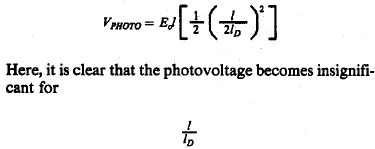 V_PHOTO = E_c l [ 1/2 ( l / 2l_D )^2 ]
Here, it is clear that the photovoltage becomes insignifi-
cant for
l / l_D